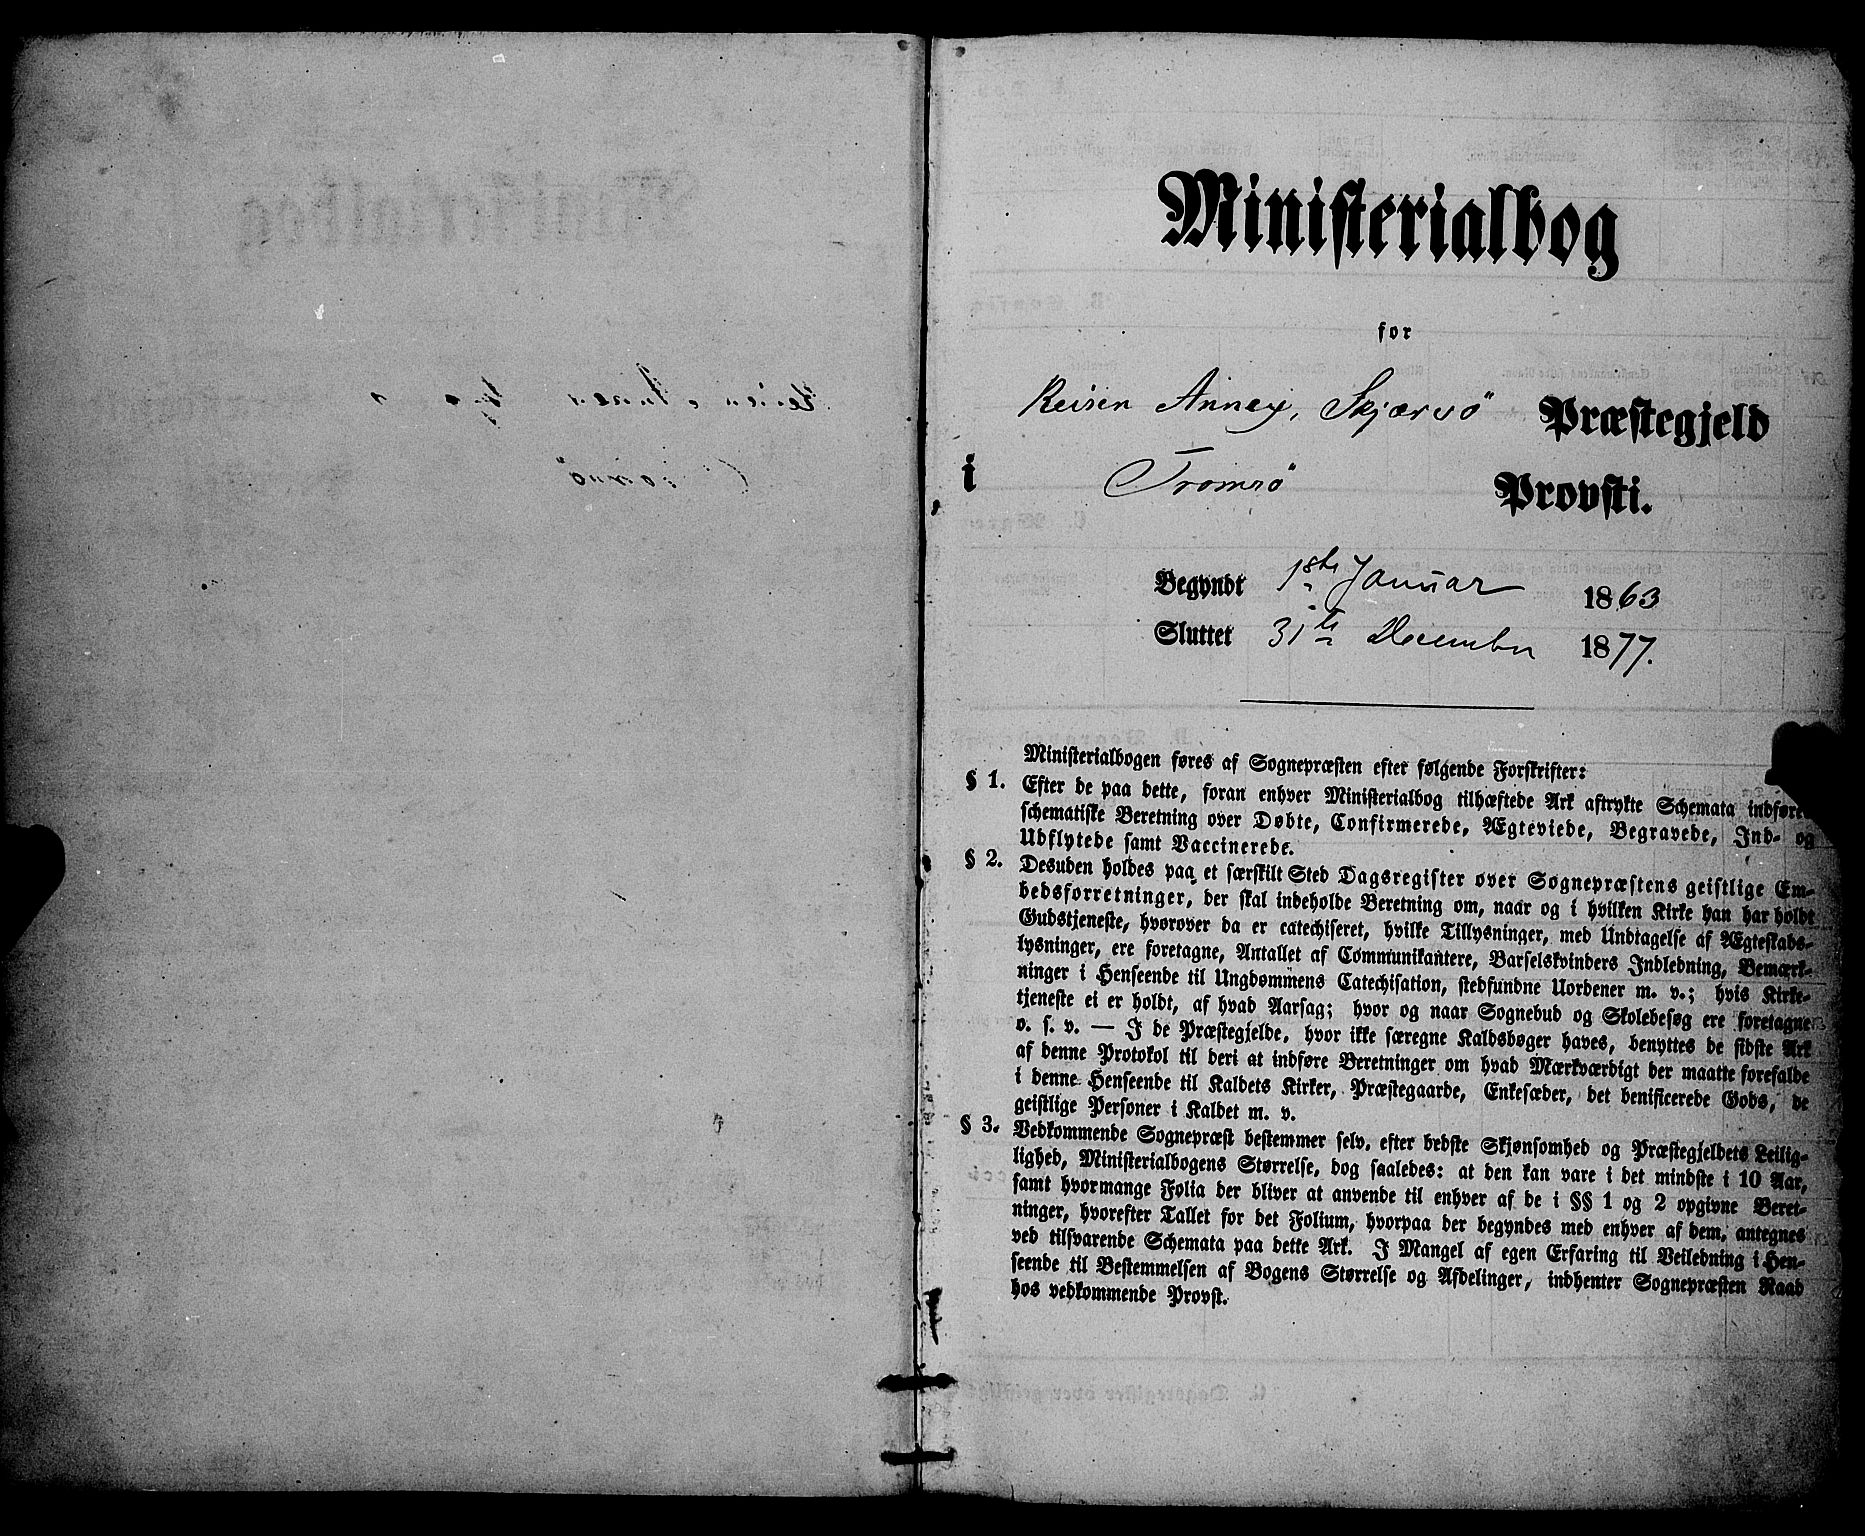 Ministerialbog
for
Reisen Annex, Skjærvö Præstegjeld
i Tromsö Provsti.
Begyndt 1ste Januar 1863
Sluttet 31te December 1877.
Ministerialbogen føres af Sognepræsten efter følgende Forskrifter:
§ 1. Efter de paa dette, foran enhver Ministerialbog tilhæftede Ark aftrykte Schemata indføres
schematiske Beretning over Døbte, Confirmerede, Ægteviede, Begravede, Ind- og
Udflytede samt Vaccinerede.
§ 2. Desuden holdes paa et særskilt Sted Dagsregister over Sognepræstens geistlige Em-
bedsforretninger, der skal indeholde Beretning om, naar og i hvilken Kirke han har holdt
Gudstjeneste, hvorover da er catechiseret, hvilke Tillysninger, med Undtagelse af Ægteskabs-
lysninger, ere foretagne, Antallet af Communikantere, Barselskvinders Indledning, Bemærk-
ninger i Henseende til Ungdommens Catechisation, stedfundne Uordener m. v.; hvis Kirke-
tjeneste ei er holdt, af hvad Aarsag; hvor og naar Sognebud og Skolebesøg ere foretagne
o. s. v. — I de Præstegjelde, hvor ikke særegne Kaldsbøger haves, benyttes de sidste Ark
af denne Protokol til deri at indføre Beretninger om hvad Mærkværdigt der maatte forefalde
i denne Henseende til Kaldets Kirker, Præstegaarde, Enkesæder, det benificerede Gods, de
geistlige Personer i Kaldet m. v.
§ 3. Vedkommende Sognepræst bestemmer selv, efter bedste Skjønsomhed og Præstegjeldets Leilig-
lighed, Ministerialbogens Størrelse, dog saaledes: at den kan vare i det mindste i 10 Aar,
samt hvormange Folia der bliver at anvende til enhver af de i §§ 1 og 2 opgivne Beret-
ninger, hvorefter Tallet for det Folium, hvorpaa der begyndes med enhver af dem, antegnes
ved tilsvarende Schemata paa dette Ark. I Mangel af egen Erfaring til Veiledning i Hen-
seende til Bestemmelsen af Bogens Størrelse og Afdelinger, indhenter Sognepræsten Raad
hos vedkommende Provst.